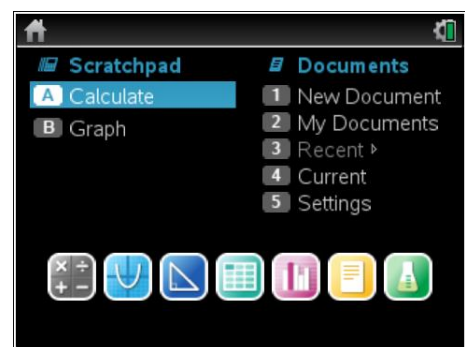 Scratchpad
A Calculate
B Graph
Documents
1 New Document
2 My Documents
3 Recent ▸
4 Current
5 Settings